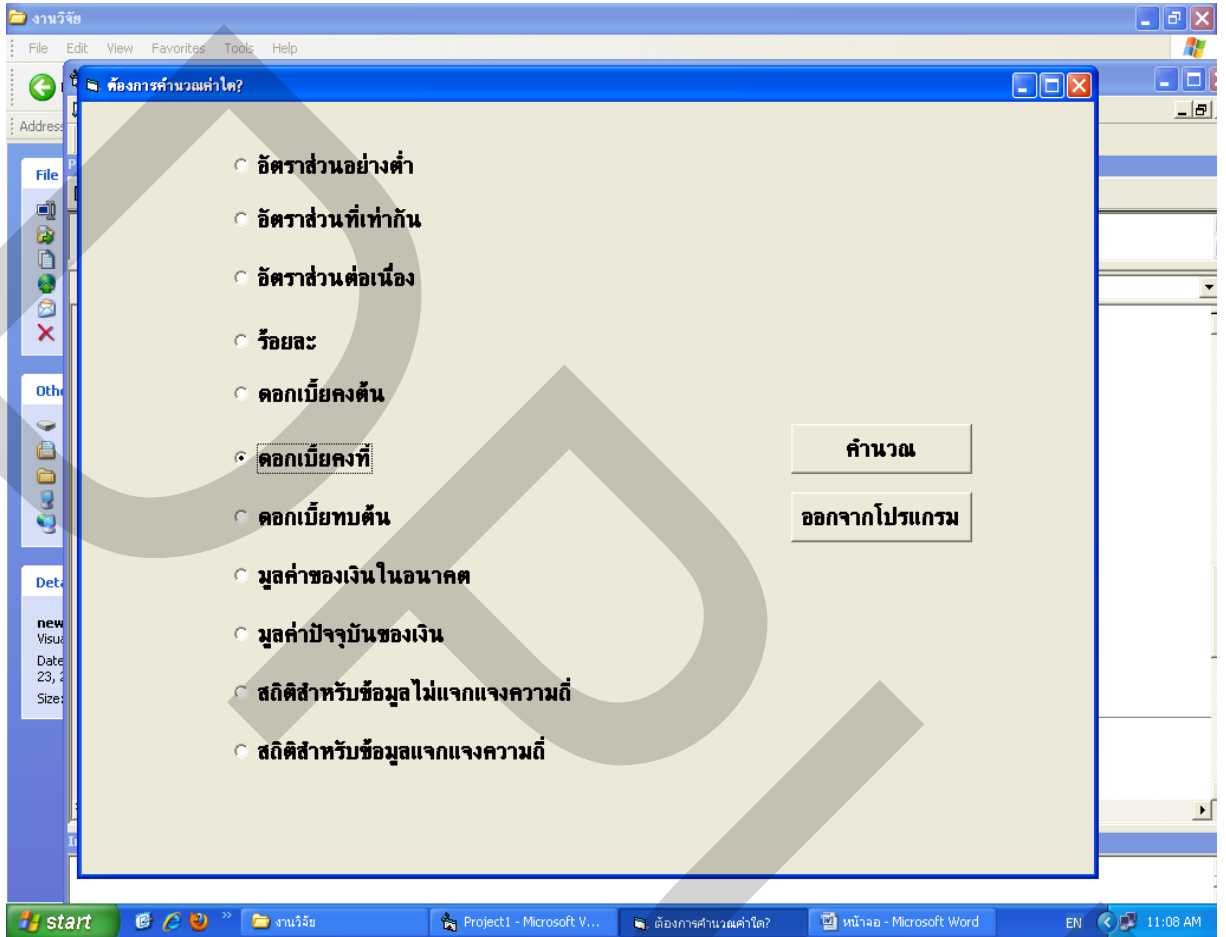 งานวิจัย
File Edit View Favorites Tools Help
ต้องการคำนวณค่าใด?
Address
อัตราส่วนอย่างต่ำ
File
อัตราส่วนที่เท่ากัน
อัตราส่วนต่อเนื่อง
ร้อยละ
Othe
ดอกเบี้ยคงต้น
คำนวณ
ดอกเบี้ยคงที่
ดอกเบี้ยทบต้น
ออกจากโปรแกรม
มูลค่าของเงินในอนาคต
Deta
new
Visua
มูลค่าปัจจุบันของเงิน
Date
23, 2
สถิติสำหรับข้อมูลไม่แจกแจงความถี่
Size:
สถิติสำหรับข้อมูลแจกแจงความถี่
start งานวิจัย Project1 - Microsoft V... ต้องการคำนวณค่าใด? หน้าจอ - Microsoft Word EN 11:08 AM